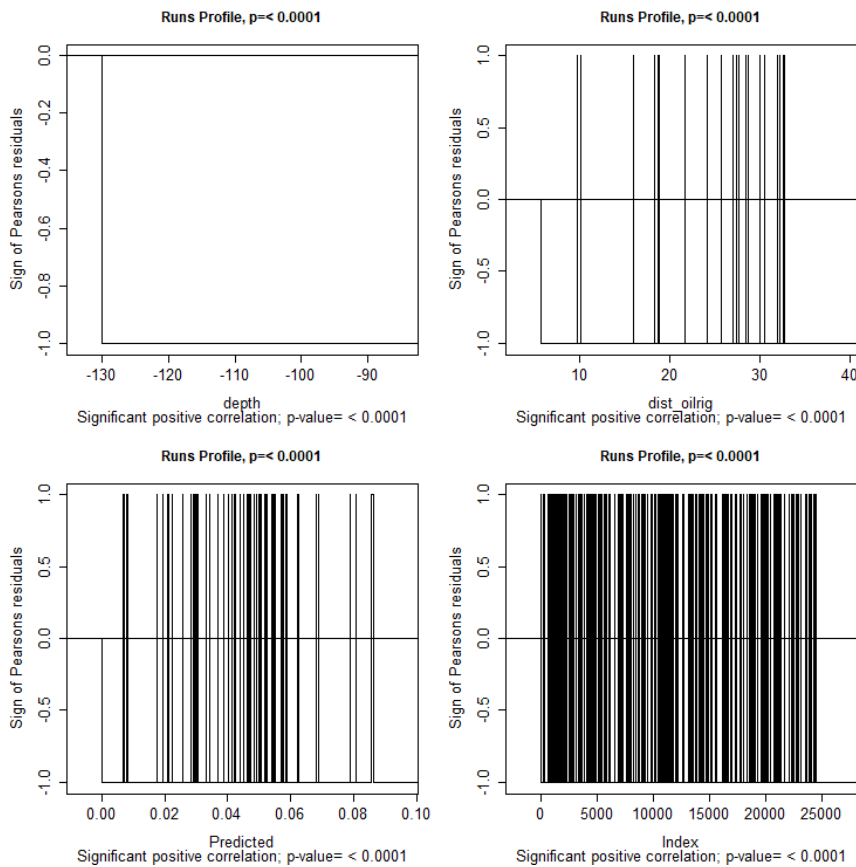 Runs Profile, p=< 0.0001
Sign of Pearsons residuals
0.0
-0.2
-0.4
-0.6
-0.8
-1.0
-130
-120
-110
-100
-90
depth
Significant positive correlation; p-value= < 0.0001
Runs Profile, p=< 0.0001
Sign of Pearsons residuals
1.0
0.5
0.0
-0.5
-1.0
10
20
30
40
dist_oilrig
Significant positive correlation; p-value= < 0.0001
Runs Profile, p=< 0.0001
Sign of Pearsons residuals
1.0
0.5
0.0
-0.5
-1.0
0.00
0.02
0.04
0.06
0.08
0.10
Predicted
Significant positive correlation; p-value= < 0.0001
Runs Profile, p=< 0.0001
Sign of Pearsons residuals
1.0
0.5
0.0
-0.5
-1.0
0
5000
10000
15000
20000
25000
Index
Significant positive correlation; p-value= < 0.0001